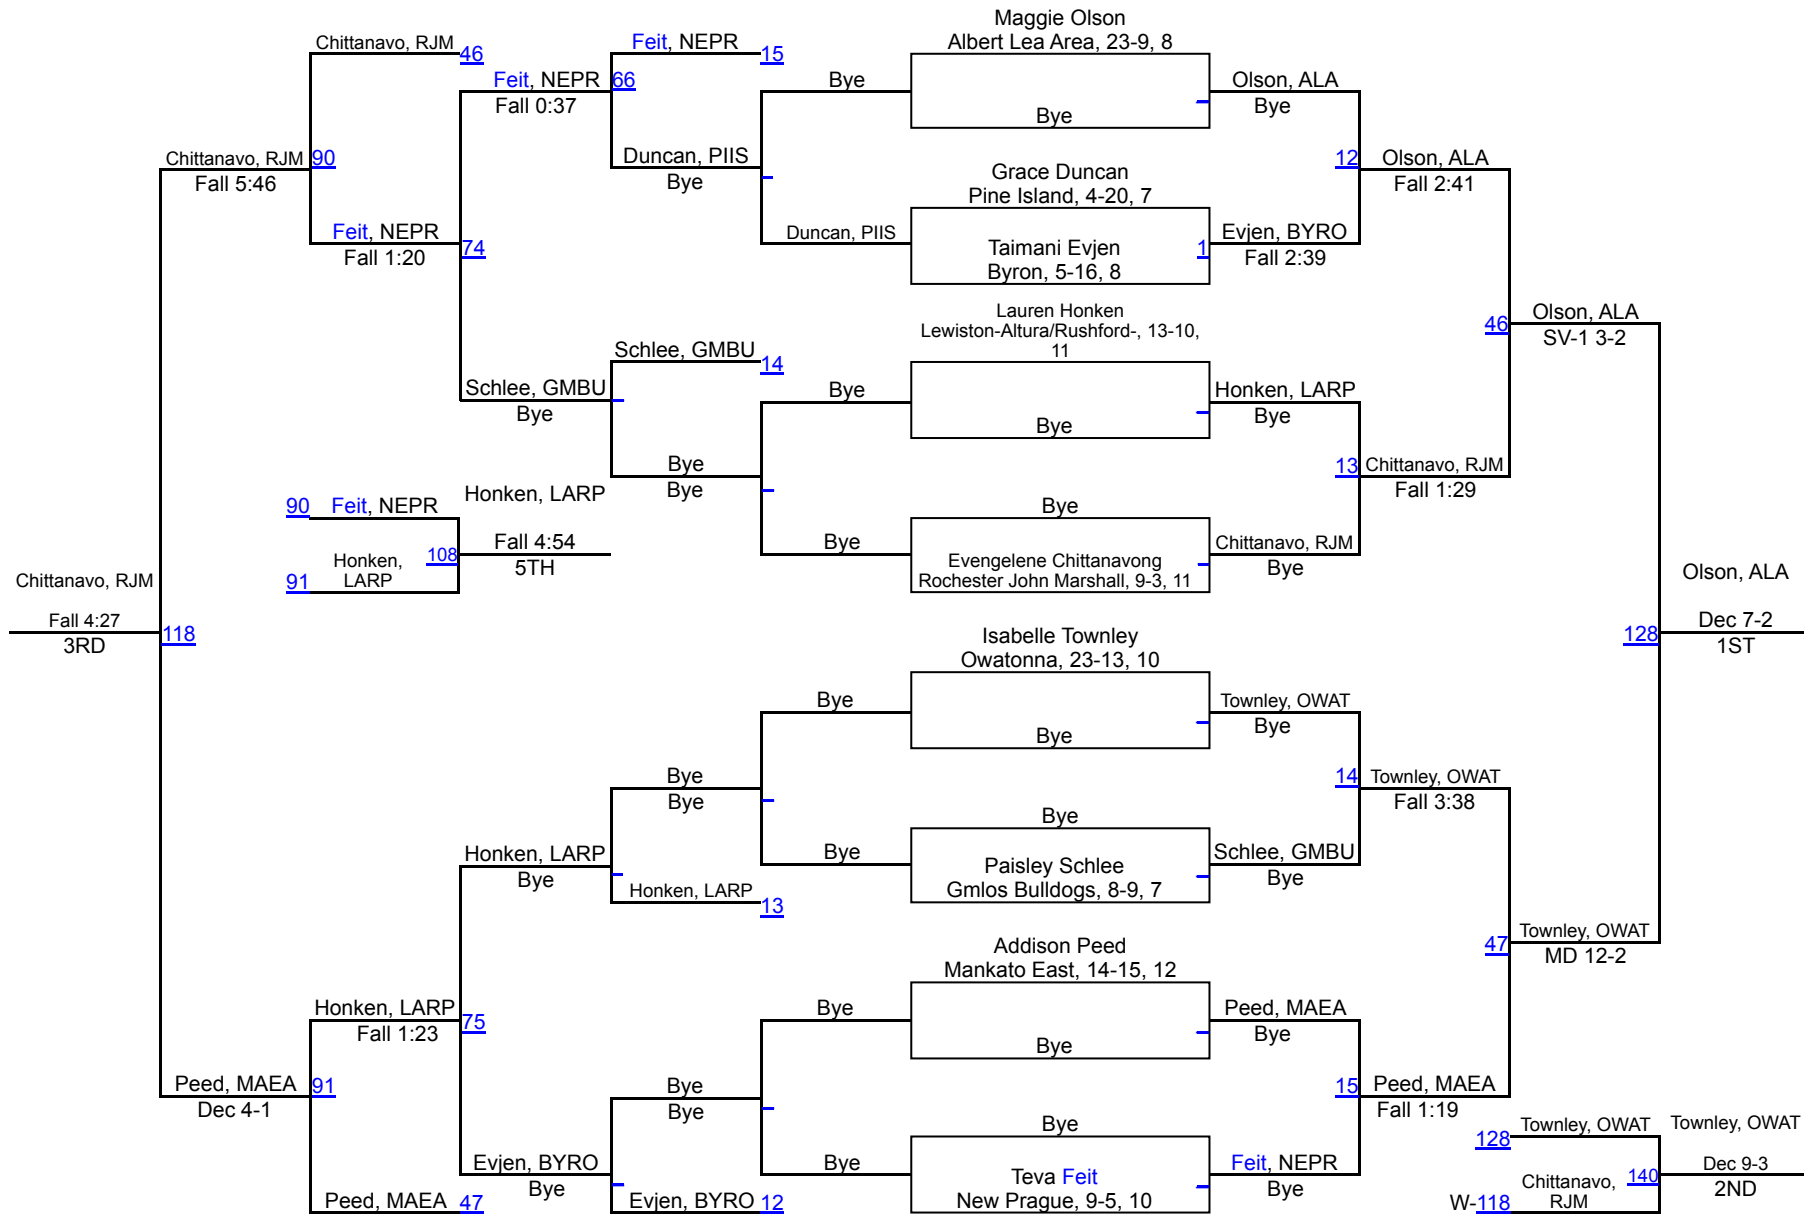 Maggie Olson
Albert Lea Area, 23-9, 8
Chittanavo, RJM
46
Feit, NEPR
15
Feit, NEPR
66
Fall 0:37
Bye
Bye
Olson, ALA
Bye
Chittanavo, RJM
90
Fall 5:46
Duncan, PIIS
Bye
Grace Duncan
Pine Island, 4-20, 7
12
Olson, ALA
Fall 2:41
Feit, NEPR
Fall 1:20
74
Duncan, PIIS
Taimani Evjen
Byron, 5-16, 8
1
Evjen, BYRO
Fall 2:39
Lauren Honken
Lewiston-Altura/Rushford-, 13-10,
11
46
Olson, ALA
SV-1 3-2
Schlee, GMBU
14
Schlee, GMBU
Bye
Bye
Bye
Honken, LARP
Bye
Bye
Bye
13
Chittanavo, RJM
Fall 1:29
Honken, LARP
90
Feit, NEPR
Fall 4:54
5TH
108
Honken,
LARP
91
Bye
Bye
Evengelene Chittanavong
Rochester John Marshall, 9-3, 11
Chittanavo, RJM
Bye
Chittanavo, RJM
Fall 4:27
3RD
118
Olson, ALA
Dec 7-2
1ST
128
Isabelle Townley
Owatonna, 23-13, 10
Bye
Bye
Townley, OWAT
Bye
Bye
Bye
14
Townley, OWAT
Fall 3:38
Honken, LARP
Bye
Honken, LARP
13
Bye
Bye
Paisley Schlee
Gmlos Bulldogs, 8-9, 7
Schlee, GMBU
Bye
47
Townley, OWAT
MD 12-2
Addison Peed
Mankato East, 14-15, 12
Honken, LARP
Fall 1:23
75
Bye
Bye
Peed, MAEA
Bye
Peed, MAEA
91
Dec 4-1
Bye
Bye
15
Peed, MAEA
Fall 1:19
Evjen, BYRO
Bye
Evjen, BYRO
12
Peed, MAEA
47
Bye
Bye
Teva Feit
New Prague, 9-5, 10
Feit, NEPR
Bye
128
Townley, OWAT
Townley, OWAT
Dec 9-3
2ND
140
Chittanavo,
RJM
W-118